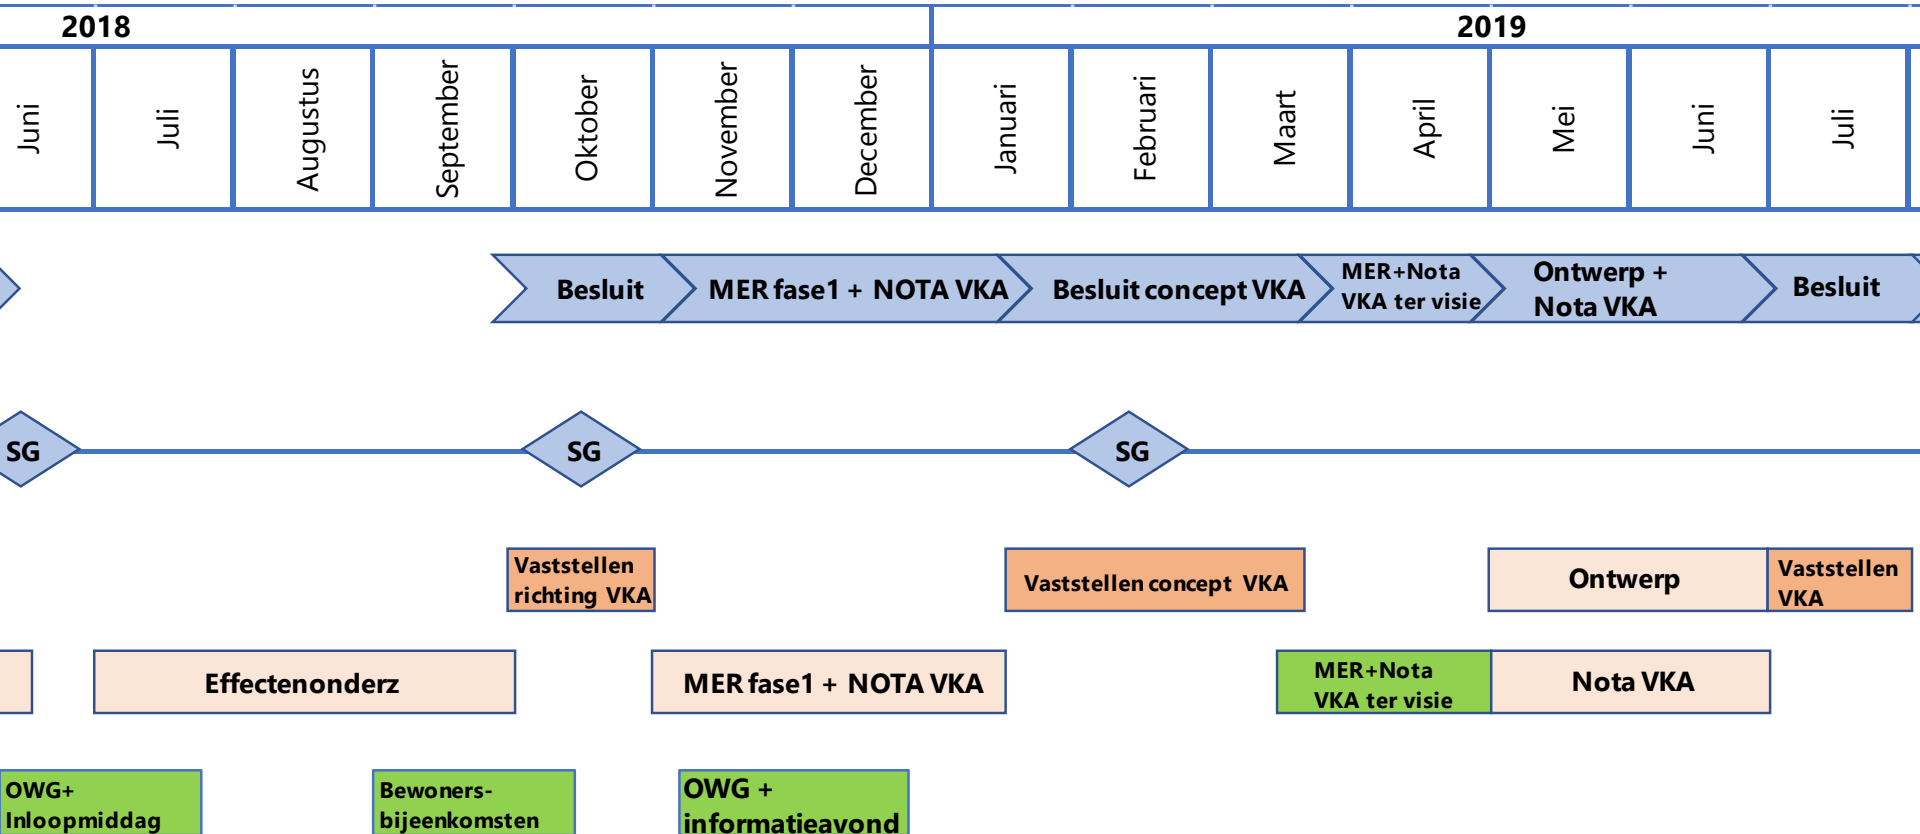 2018
2019
Juni
Juli
Augustus
September
Oktober
November
December
Januari
Februari
Maart
April
Mei
Juni
Juli
Besluit
MER fase1 + NOTA VKA
Besluit concept VKA
MER+Nota
VKA ter visie
Ontwerp +
Nota VKA
Besluit
SG
SG
SG
Vaststellen
richting VKA
Vaststellen concept VKA
Ontwerp
Vaststellen
VKA
Effectenonderz
MER fase1 + NOTA VKA
MER+Nota
VKA ter visie
Nota VKA
OWG+
Inloopmiddag
Bewoners-
bijeenkomsten
OWG +
informatieavond